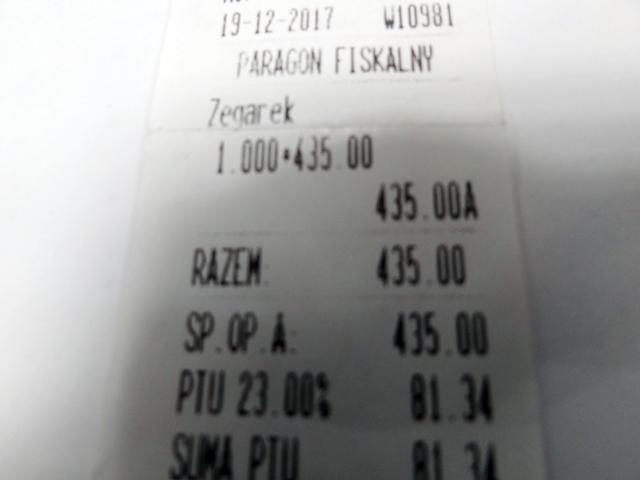 19-12-2017 W10981
PARAGON FISKALNY
Zegarek
1.000*435.00
435.00A
RAZEM: 435.00
SP.OP.A: 435.00
PTU 23.00% 81.34
SUMA PTU 81.34